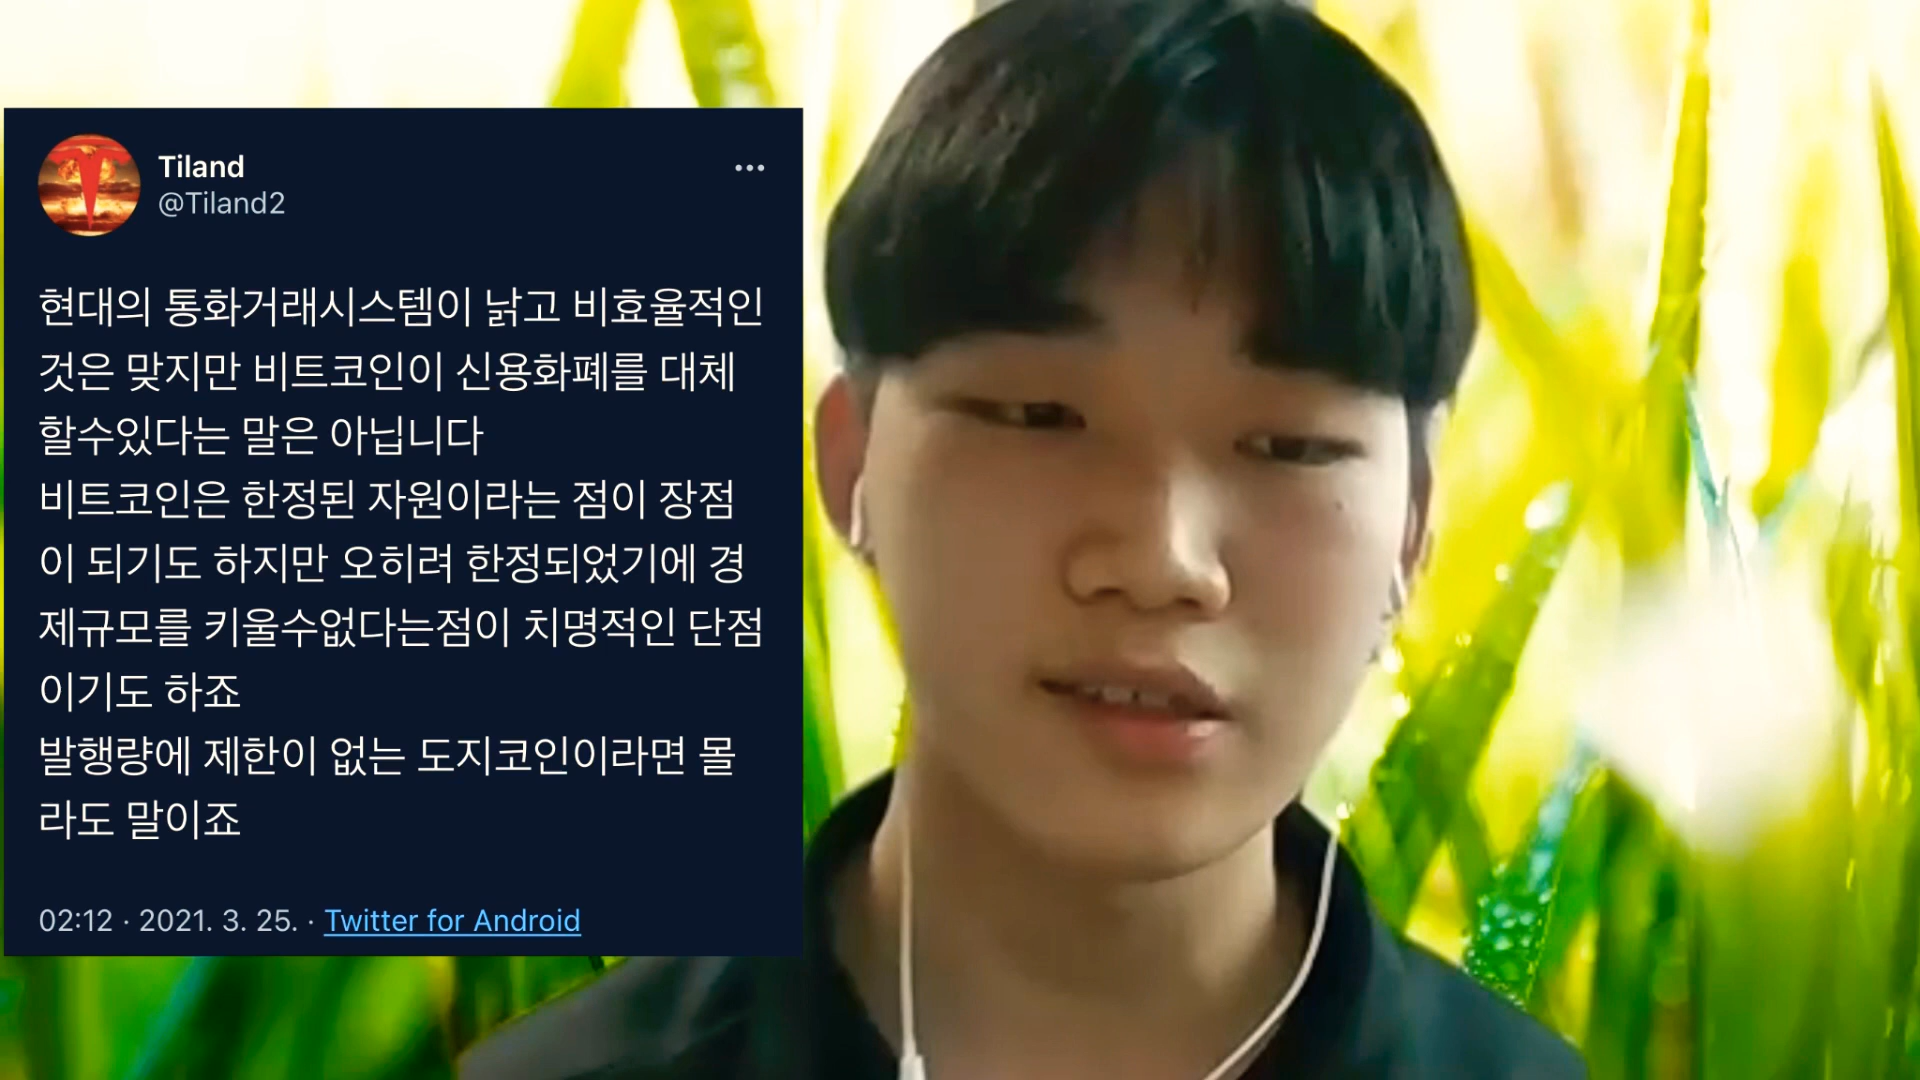 Tiland
@Tiland2
현대의 통화거래시스템이 낡고 비효율적인
것은 맞지만 비트코인이 신용화폐를 대체
할수있다는 말은 아닙니다
비트코인은 한정된 자원이라는 점이 장점
이 되기도 하지만 오히려 한정되었기에 경
제규모를 키울수없다는점이 치명적인 단점
이기도 하죠
발행량에 제한이 없는 도지코인이라면 몰
라도 말이죠
02:12 · 2021. 3. 25. · Twitter for Android